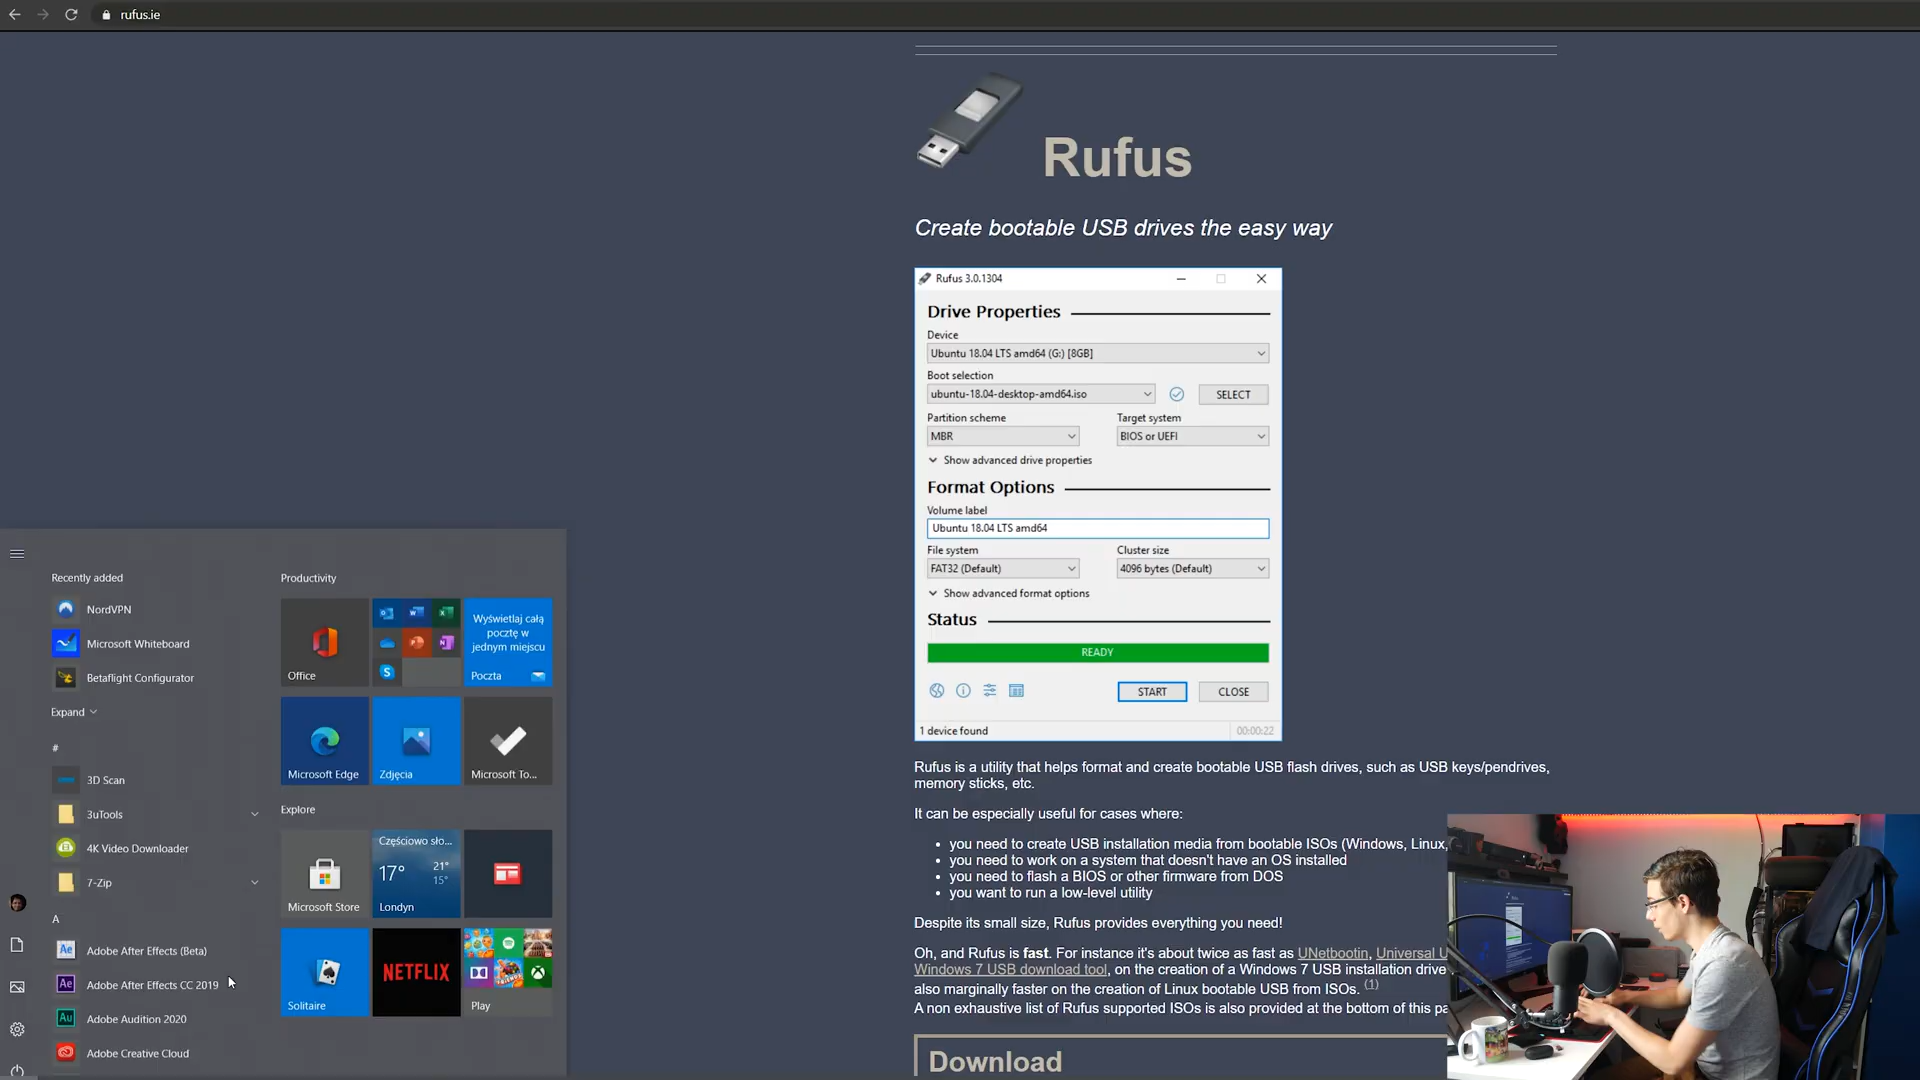 rufus.ie
Rufus
Create bootable USB drives the easy way
Rufus 3.0.1304
Drive Properties
Device
Ubuntu 18.04 LTS amd64 (G:) [8GB]
Boot selection
ubuntu-18.04-desktop-amd64.iso
SELECT
Partition scheme
Target system
MBR
BIOS or UEFI
Show advanced drive properties
Format Options
Volume label
Ubuntu 18.04 LTS amd64
File system
Cluster size
FAT32 (Default)
4096 bytes (Default)
Show advanced format options
Status
READY
START
CLOSE
1 device found
00:00:22
Rufus is a utility that helps format and create bootable USB flash drives, such as USB keys/pendrives,
memory sticks, etc.
It can be especially useful for cases where:
you need to create USB installation media from bootable ISOs (Windows, Linux,
you need to work on a system that doesn't have an OS installed
you need to flash a BIOS or other firmware from DOS
you want to run a low-level utility
Despite its small size, Rufus provides everything you need!
Oh, and Rufus is fast. For instance it's about twice as fast as UNetbootin, Universal U
Windows 7 USB download tool, on the creation of a Windows 7 USB installation drive
also marginally faster on the creation of Linux bootable USB from ISOs. (1)
A non exhaustive list of Rufus supported ISOs is also provided at the bottom of this pa
Download
Recently added
NordVPN
Microsoft Whiteboard
Betaflight Configurator
Expand
#
3D Scan
3uTools
4K Video Downloader
7-Zip
A
Ae
Adobe After Effects (Beta)
Ae
Adobe After Effects CC 2019
Au
Adobe Audition 2020
Adobe Creative Cloud
Productivity
Office
Wyświetlaj całą
pocztę w
jednym miejscu
Poczta
Microsoft Edge
Zdjęcia
Microsoft To...
Explore
Microsoft Store
Częściowo sło...
17°
21°
15°
Londyn
Solitaire
NETFLIX
Play